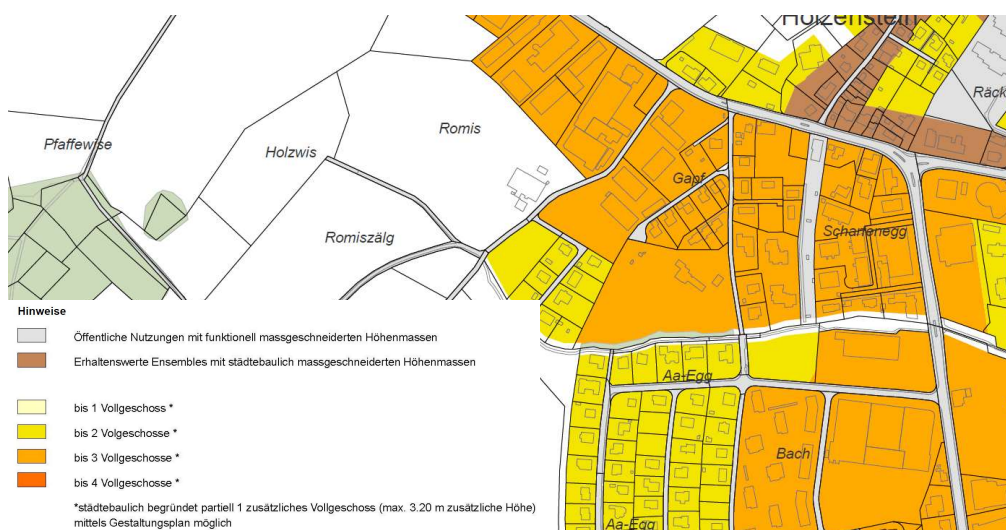 Holzenstein
Räck
Pfaffewise
Holzwis
Romis
Gapf
Romiszälg
Scharfenegg
Hinweise
Öffentliche Nutzungen mit funktionell massgeschneiderten Höhenmassen
Erhaltenswerte Ensembles mit städtebaulich massgeschneiderten Höhenmassen
bis 1 Vollgeschoss *
bis 2 Volgeschosse *
bis 3 Vollgeschosse *
bis 4 Vollgeschosse *
*städtebaulich begründet partiell 1 zusätzliches Vollgeschoss (max. 3.20 m zusätzliche Höhe)
mittels Gestaltungsplan möglich
Aa-Egg
Bach
Aa-Egg